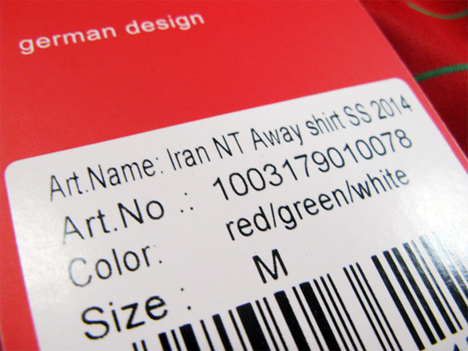 german design
Art.Name: Iran NT Away shirt SS 2014
Art.No : 1003179010078
Color: red/green/white
Size : M